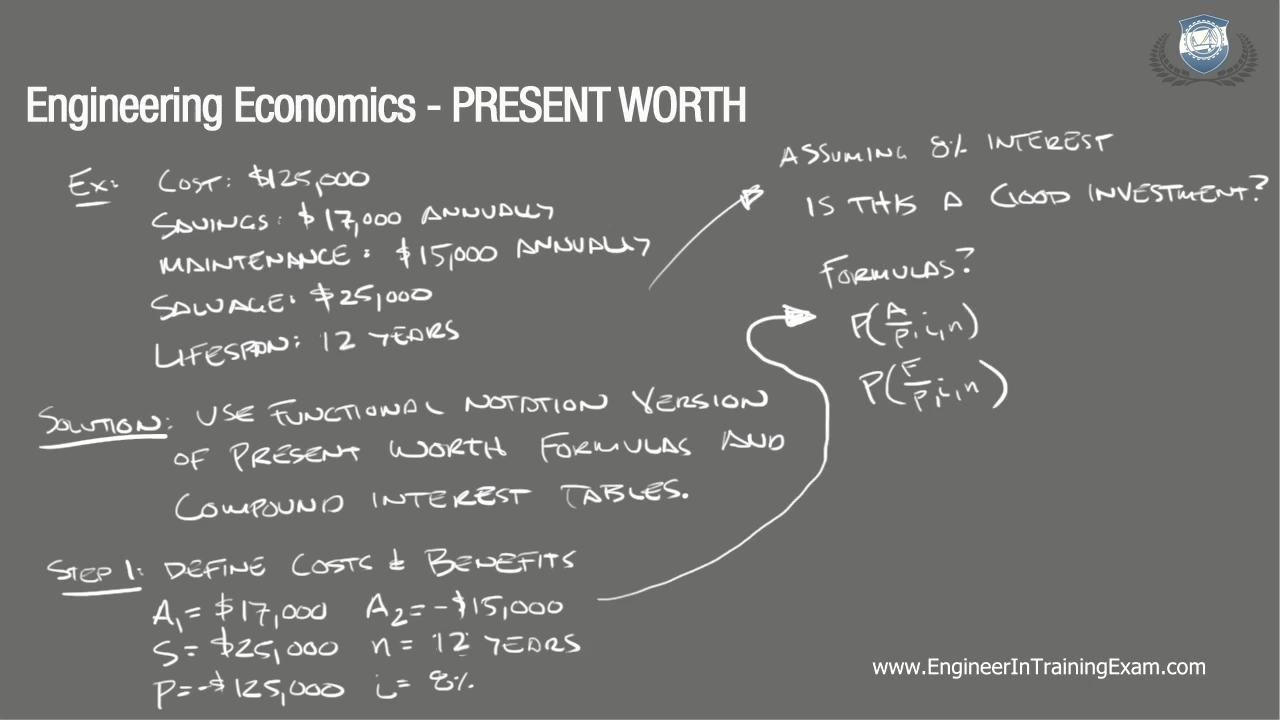 Engineering Economics - PRESENT WORTH
Ex: COST: $125,000
SAVINGS: $17,000 ANNUALLY
MAINTENANCE: $15,000 ANNUALLY
SALVAGE: $25,000
LIFESPAN: 12 YEARS
ASSUMING 8% INTEREST
IS THIS A GOOD INVESTMENT?
FORMULAS?
P(A/P, i, n)
P(F/P, i, n)
SOLUTION: USE FUNCTIONAL NOTATION VERSION
OF PRESENT WORTH FORMULAS AND
COMPOUND INTEREST TABLES.
STEP 1: DEFINE COSTS & BENEFITS
A₁ = $17,000 A₂ = -$15,000
S = $25,000 n = 12 YEARS
P = -$125,000 i = 8%
www.EngineerInTrainingExam.com